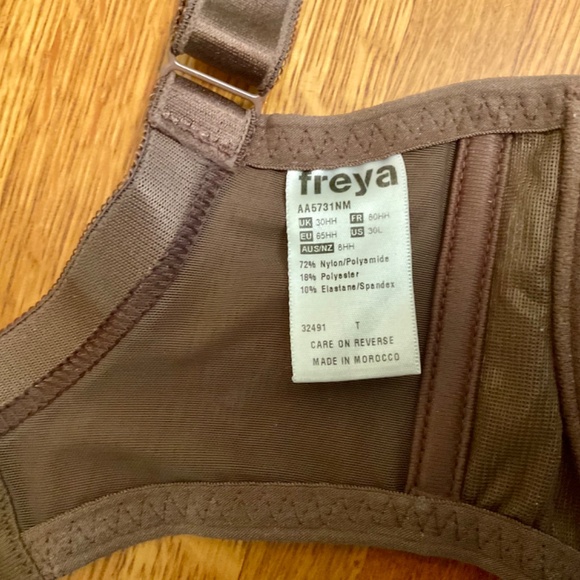 freya
AA5731NM
UK 30HH FR 80HH
EU 65HH US 30L
AUS/NZ 8HH
72% Nylon/Polyamide
18% Polyester
10% Elastane/Spandex
32491 T
CARE ON REVERSE
MADE IN MOROCCO